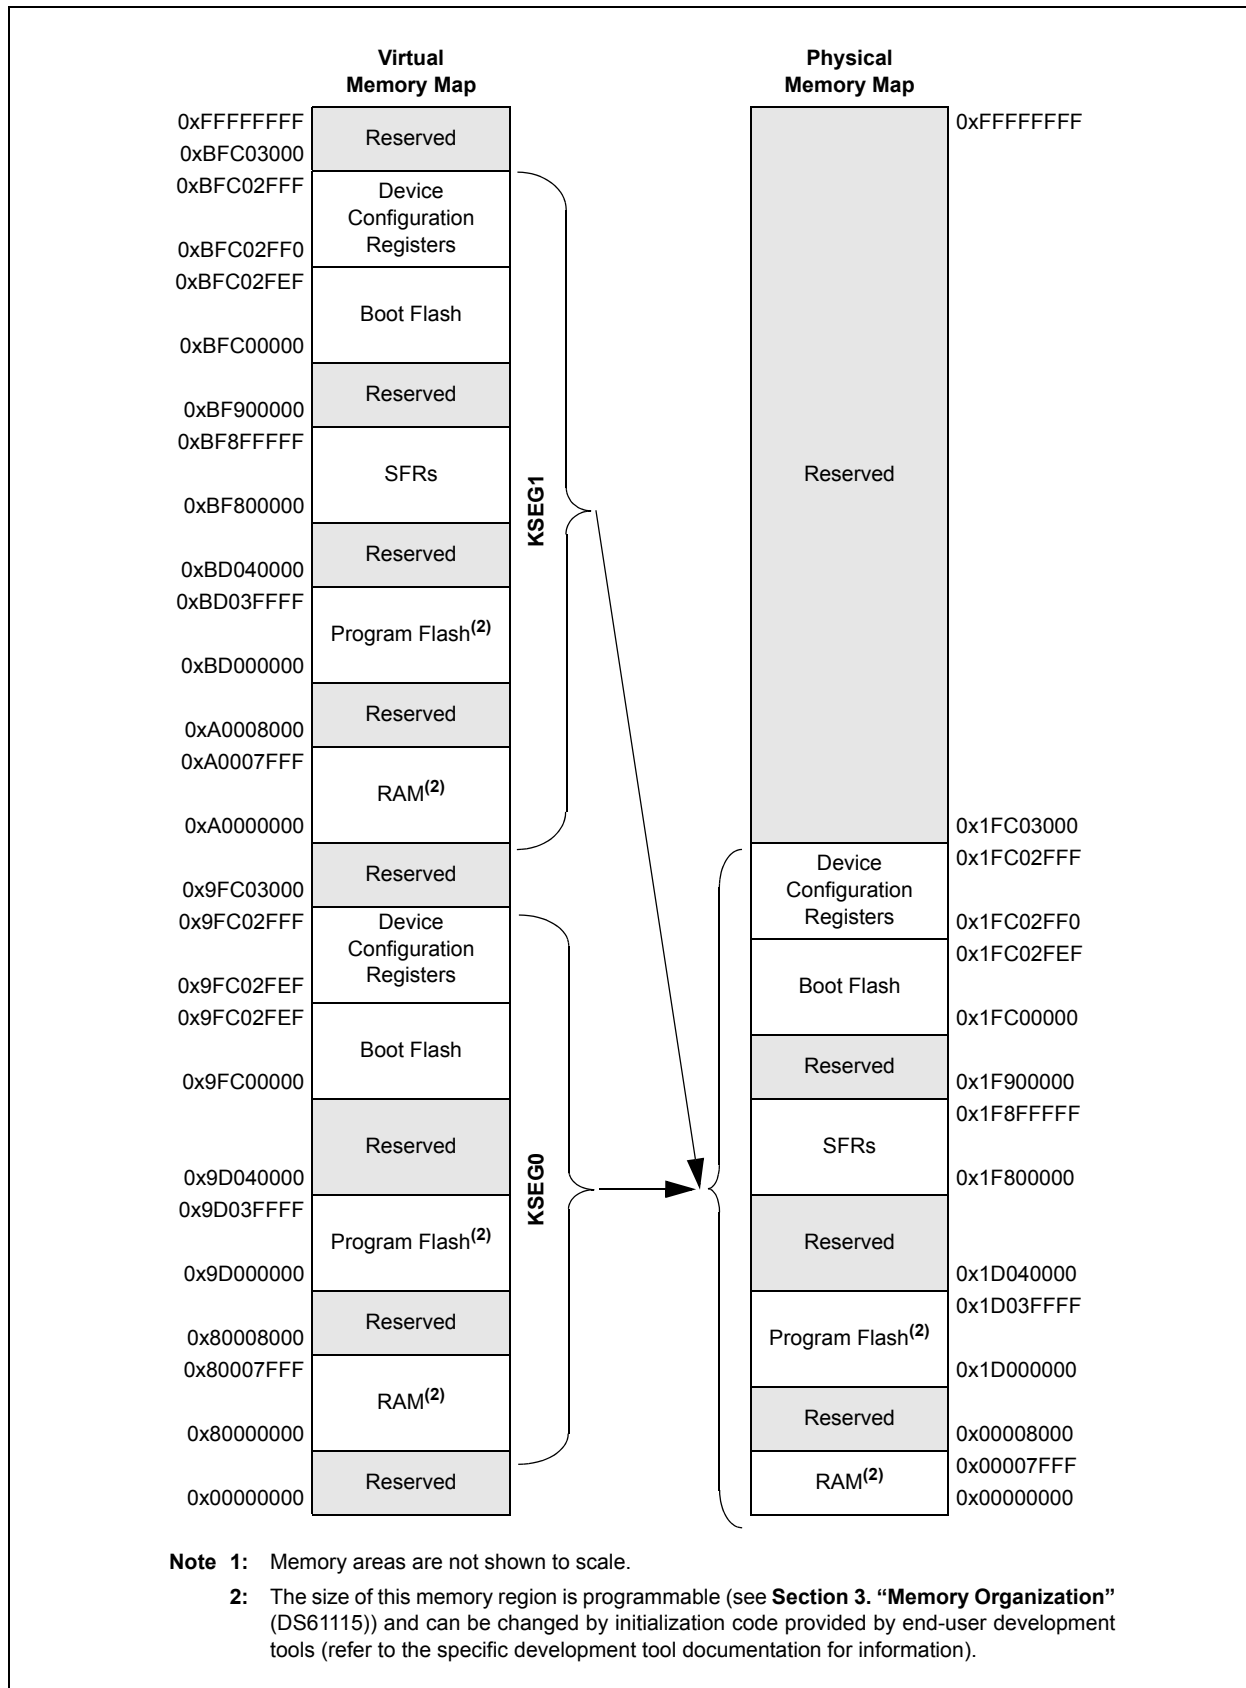 Virtual
Memory Map
Physical
Memory Map
0xFFFFFFFF
Reserved
0xFFFFFFFF
0xBFC03000
0xBFC02FFF
Device
Configuration
Registers
0xBFC02FF0
0xBFC02FEF
Boot Flash
0xBFC00000
Reserved
0xBF900000
0xBF8FFFFF
SFRs
0xBF800000
Reserved
0xBD040000
0xBD03FFFF
Program Flash(2)
0xBD000000
Reserved
0xA0008000
0xA0007FFF
RAM(2)
0xA0000000
KSEG1
Reserved
0x9FC03000
0x9FC02FFF
Device
Configuration
Registers
0x9FC02FEF
0x9FC02FEF
Boot Flash
0x9FC00000
Reserved
0x9D040000
0x9D03FFFF
Program Flash(2)
0x9D000000
Reserved
0x80008000
0x80007FFF
RAM(2)
0x80000000
Reserved
0x00000000
KSEG0
Reserved
0x1FC03000
0x1FC02FFF
Device
Configuration
Registers
0x1FC02FF0
0x1FC02FEF
Boot Flash
0x1FC00000
Reserved
0x1F900000
0x1F8FFFFF
SFRs
0x1F800000
Reserved
0x1D040000
0x1D03FFFF
Program Flash(2)
0x1D000000
Reserved
0x00008000
0x00007FFF
RAM(2)
0x00000000
Note 1: Memory areas are not shown to scale.
2: The size of this memory region is programmable (see Section 3. “Memory Organization”
(DS61115)) and can be changed by initialization code provided by end-user development
tools (refer to the specific development tool documentation for information).